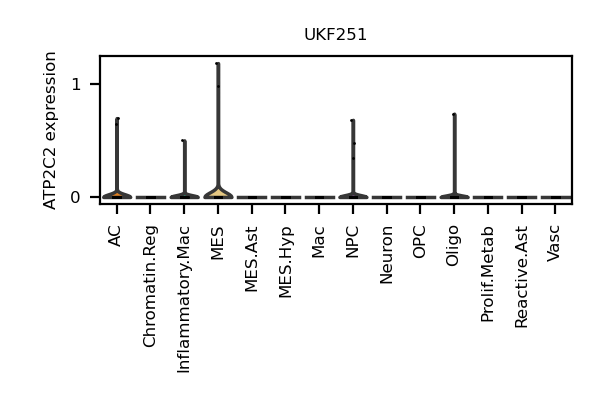 UKF251
ATP2C2 expression
1
0
AC
Chromatin.Reg
Inflammatory.Mac
MES
MES.Ast
MES.Hyp
Mac
NPC
Neuron
OPC
Oligo
Prolif.Metab
Reactive.Ast
Vasc